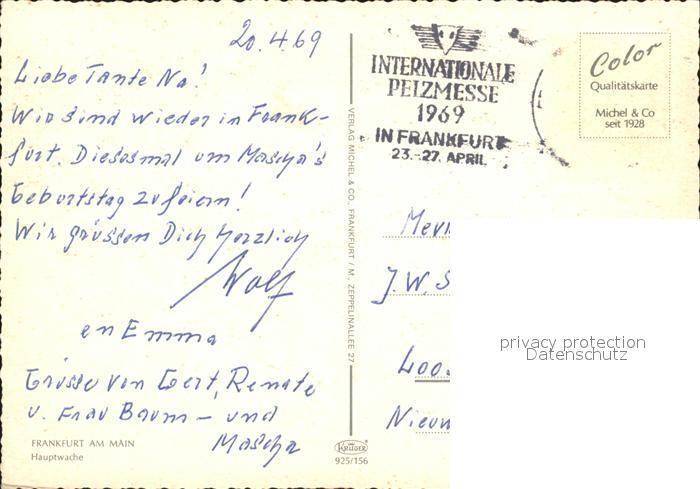 20.4.69
Liebe Tante Na!
Wir sind wieder in Frank-
furt. Diesesmal um Mascha's
Geburtstag zu feiern!
Wir grüssen Dich herzlich
Wolf
en Emma
Grüsse von Gert, Renate
u. Frau Baum – und
Mascha
FRANKFURT AM MAIN
Hauptwache
VERLAG MICHEL & CO., FRANKFURT / M., ZEPPELINALLEE 27
KRÜGER
925/156
INTERNATIONALE
PELZMESSE
1969
IN FRANKFURT
23.-27. APRIL
Color
Qualitätskarte
Michel & Co
seit 1928
J.W. S
privacy protection
Datenschutz